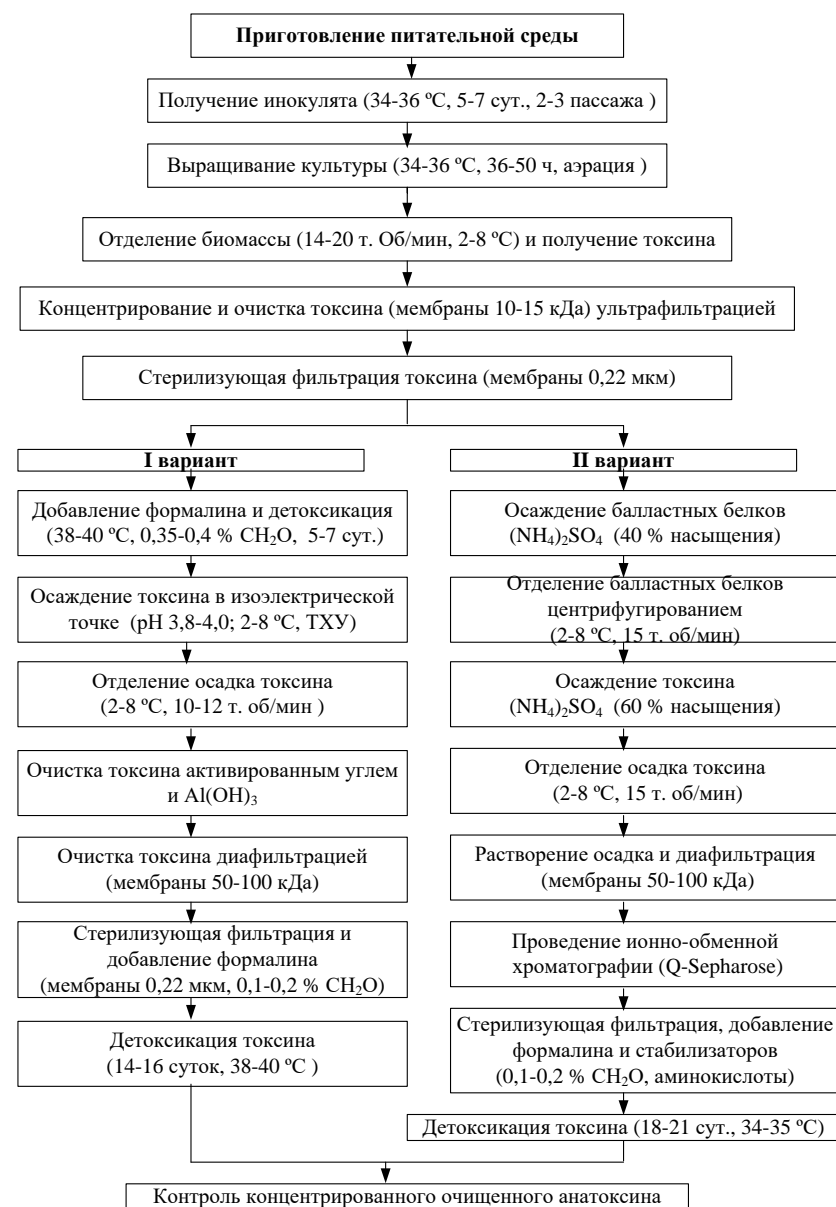 Приготовление питательной среды
Получение инокулята (34-36 ºС, 5-7 сут., 2-3 пассажа )
Выращивание культуры (34-36 ºС, 36-50 ч, аэрация )
Отделение биомассы (14-20 т. Об/мин, 2-8 ºС) и получение токсина
Концентрирование и очистка токсина (мембраны 10-15 кДа) ультрафильтрацией
Стерилизующая фильтрация токсина (мембраны 0,22 мкм)
I вариант
Добавление формалина и детоксикация
(38-40 ºС, 0,35-0,4 % CH₂O, 5-7 сут.)
Осаждение токсина в изоэлектрической
точке (рН 3,8-4,0; 2-8 ºС, ТХУ)
Отделение осадка токсина
(2-8 ºС, 10-12 т. об/мин )
Очистка токсина активированным углем
и Al(OH)₃
Очистка токсина диафильтрацией
(мембраны 50-100 кДа)
Стерилизующая фильтрация и
добавление формалина
(мембраны 0,22 мкм, 0,1-0,2 % CH₂O)
Детоксикация токсина
(14-16 суток, 38-40 ºС )
II вариант
Осаждение балластных белков
(NH₄)₂SO₄ (40 % насыщения)
Отделение балластных белков
центрифугированием
(2-8 ºС, 15 т. об/мин)
Осаждение токсина
(NH₄)₂SO₄ (60 % насыщения)
Отделение осадка токсина
(2-8 ºС, 15 т. об/мин)
Растворение осадка и диафильтрация
(мембраны 50-100 кДа)
Проведение ионно-обменной
хроматографии (Q-Sepharose)
Стерилизующая фильтрация, добавление
формалина и стабилизаторов
(0,1-0,2 % CH₂O, аминокислоты)
Детоксикация токсина (18-21 сут., 34-35 ºС)
Контроль концентрированного очищенного анатоксина